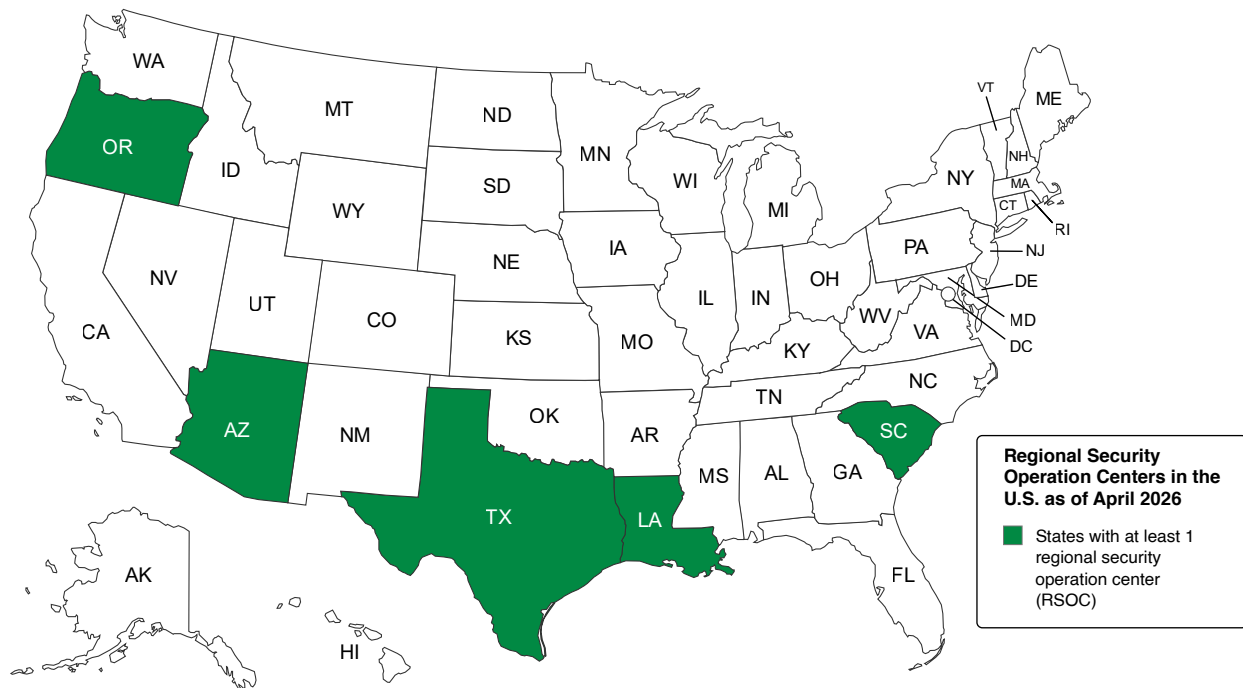 WA
OR
CA
NV
ID
MT
WY
UT
AZ
CO
NM
ND
SD
NE
KS
OK
TX
MN
IA
MO
AR
LA
WI
IL
MI
IN
OH
KY
TN
MS
AL
GA
FL
SC
NC
VA
WV
PA
NY
VT
NH
ME
MA
CT
RI
NJ
DE
MD
DC
AK
HI
Regional Security
Operation Centers in the
U.S. as of April 2026
States with at least 1
regional security
operation center
(RSOC)